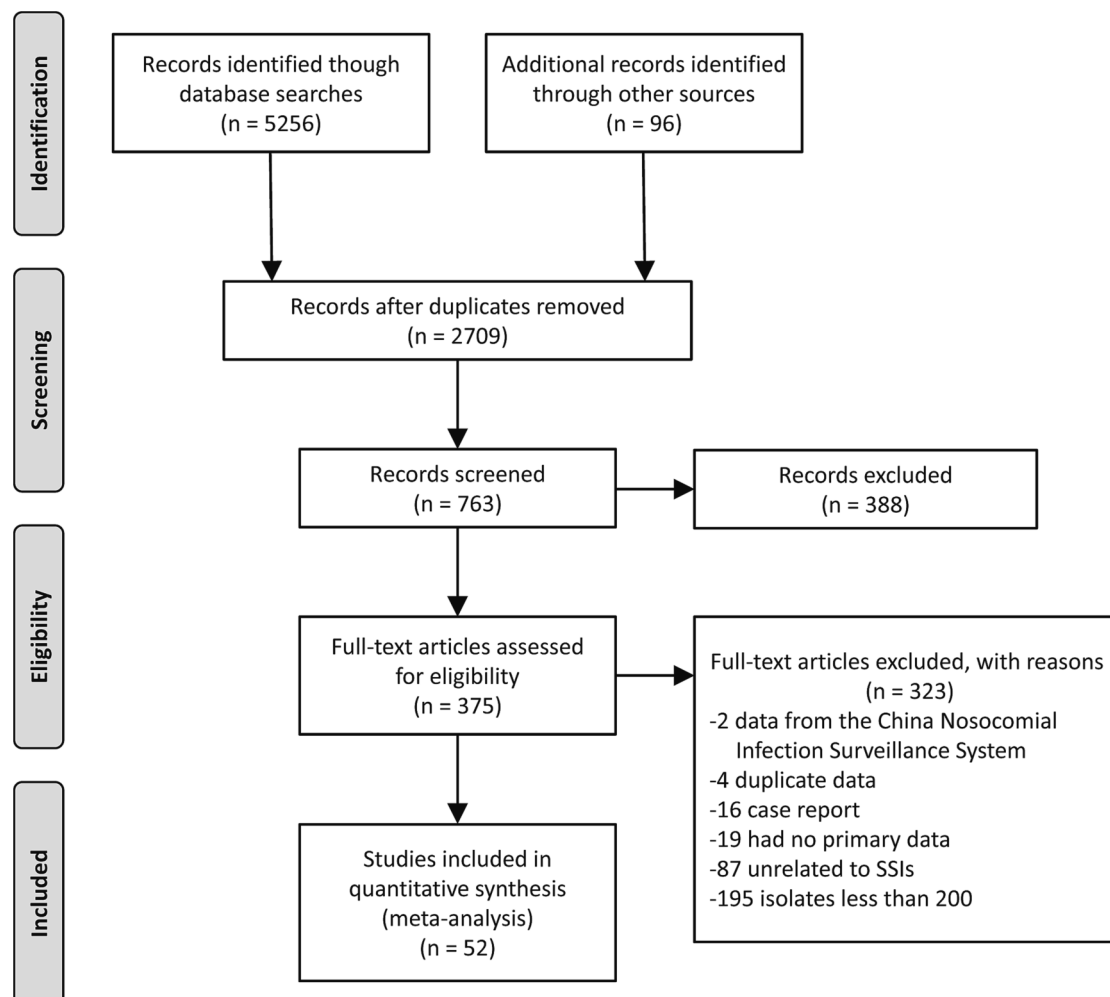 Identification
Records identified though
database searches
(n = 5256)
Additional records identified
through other sources
(n = 96)
Screening
Records after duplicates removed
(n = 2709)
Records screened
(n = 763)
Records excluded
(n = 388)
Eligibility
Full-text articles assessed
for eligibility
(n = 375)
Full-text articles excluded, with reasons
(n = 323)
-2 data from the China Nosocomial
Infection Surveillance System
-4 duplicate data
-16 case report
-19 had no primary data
-87 unrelated to SSIs
-195 isolates less than 200
Included
Studies included in
quantitative synthesis
(meta-analysis)
(n = 52)